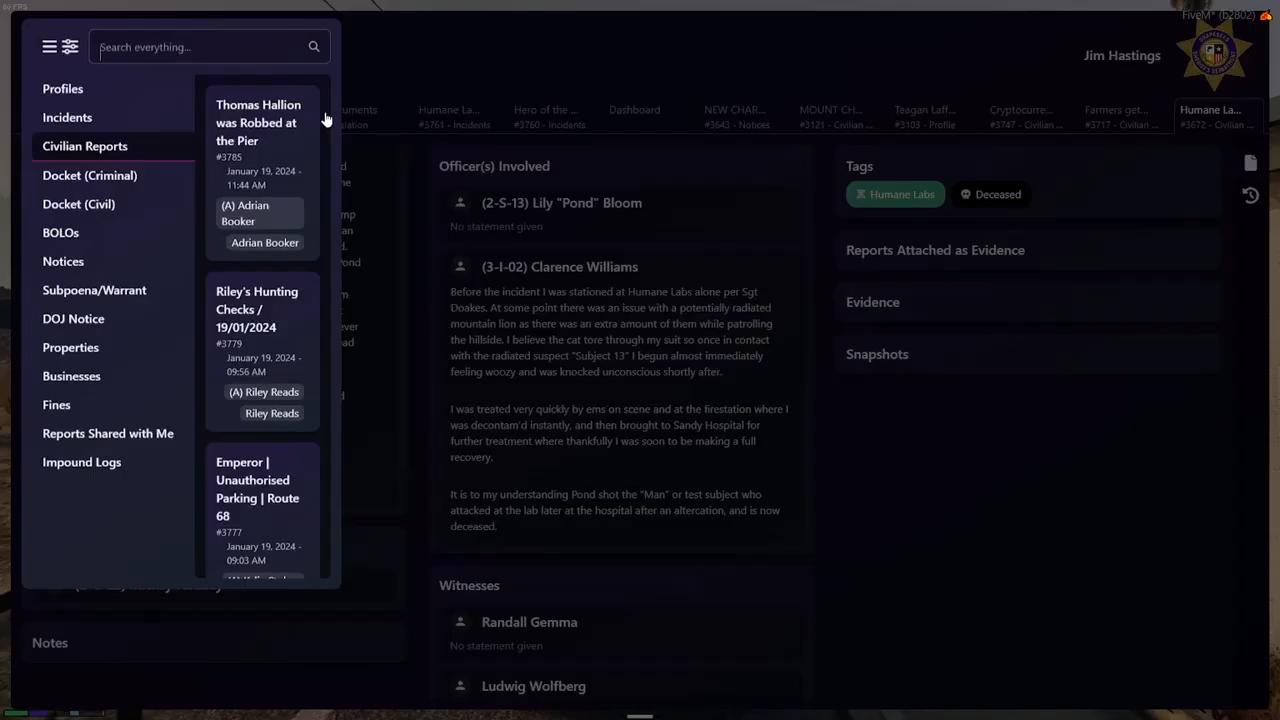 60 FPS
FiveM* (b2802)
Search everything...
Jim Hastings
Profiles
Incidents
Civilian Reports
Docket (Criminal)
Docket (Civil)
BOLOs
Notices
Subpoena/Warrant
DOJ Notice
Properties
Businesses
Fines
Reports Shared with Me
Impound Logs
Thomas Hallion
was Robbed at
the Pier
#3785
January 19, 2024 -
11:44 AM
(A) Adrian
Booker
Adrian Booker
Riley's Hunting
Checks /
19/01/2024
#3779
January 19, 2024 -
09:56 AM
(A) Riley Reads
Riley Reads
Emperor |
Unauthorised
Parking | Route
68
#3777
January 19, 2024 -
09:03 AM
Humane La...
#3761 - Incidents
Hero of the ...
#3760 - Incidents
Dashboard
NEW CHAR...
#3643 - Notices
MOUNT CH...
#3121 - Civilian ...
Teagan Laff...
#3103 - Profile
Cryptocurre...
#3747 - Civilian ...
Farmers get...
#3717 - Civilian ...
Humane La...
#3672 - Civilian ...
Officer(s) Involved
(2-S-13) Lily "Pond" Bloom
No statement given
(3-I-02) Clarence Williams
Before the incident I was stationed at Humane Labs alone per Sgt
Doakes. At some point there was an issue with a potentially radiated
mountain lion as there was an extra amount of them while patrolling
the hillside. I believe the cat tore through my suit so once in contact
with the radiated suspect "Subject 13" I begun almost immediately
feeling woozy and was knocked unconscious shortly after.
I was treated very quickly by ems on scene and at the firestation where I
was decontam'd instantly, and then brought to Sandy Hospital for
further treatment where thankfully I was soon to be making a full
recovery.
It is to my understanding Pond shot the "Man" or test subject who
attacked at the lab later at the hospital after an altercation, and is now
deceased.
Witnesses
Randall Gemma
No statement given
Ludwig Wolfberg
Tags
Humane Labs
Deceased
Reports Attached as Evidence
Evidence
Snapshots
Notes